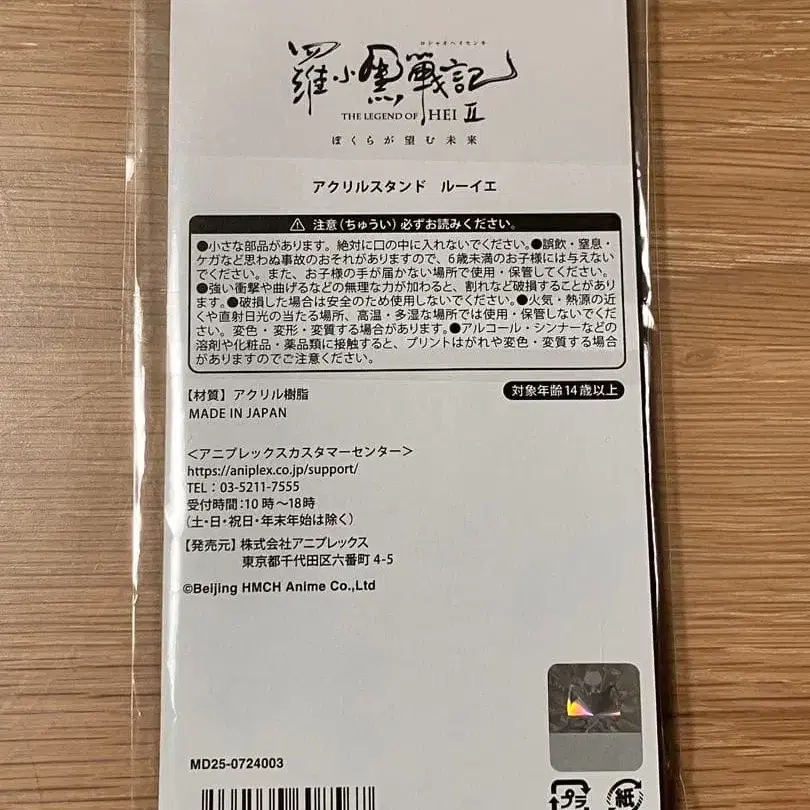 ロシャオヘイセンキ
羅小黒戦記
THE LEGEND OF HEI II
ぼくらが望む未来
アクリルスタンド ルーイエ
⚠ 注意(ちゅうい)必ずお読みください。
●小さな部品があります。絶対に口の中に入れないでください。●誤飲・窒息・
ケガなど思わぬ事故のおそれがありますので、6歳未満のお子様には与えない
でください。また、お子様の手が届かない場所で使用・保管してください。
●強い衝撃や曲げるなどの無理な力が加わると、割れなど破損することがあり
ます。●破損した場合は安全のため使用しないでください。●火気・熱源の近
くや直射日光の当たる場所、高温・多湿な場所では使用・保管しないでくださ
い。変色・変形・変質する場合があります。●アルコール・シンナーなどの
溶剤や化粧品・薬品類に接触すると、プリントはがれや変色・変質する場合
がありますのでご注意ください。
【材質】アクリル樹脂
対象年齢14歳以上
MADE IN JAPAN
<アニプレックスカスタマーセンター>
https://aniplex.co.jp/support/
TEL:03-5211-7555
受付時間:10時~18時
(土・日・祝日・年末年始は除く)
【発売元】株式会社アニプレックス
東京都千代田区六番町4-5
©Beijing HMCH Anime Co.,Ltd
MD25-0724003
プラ
紙